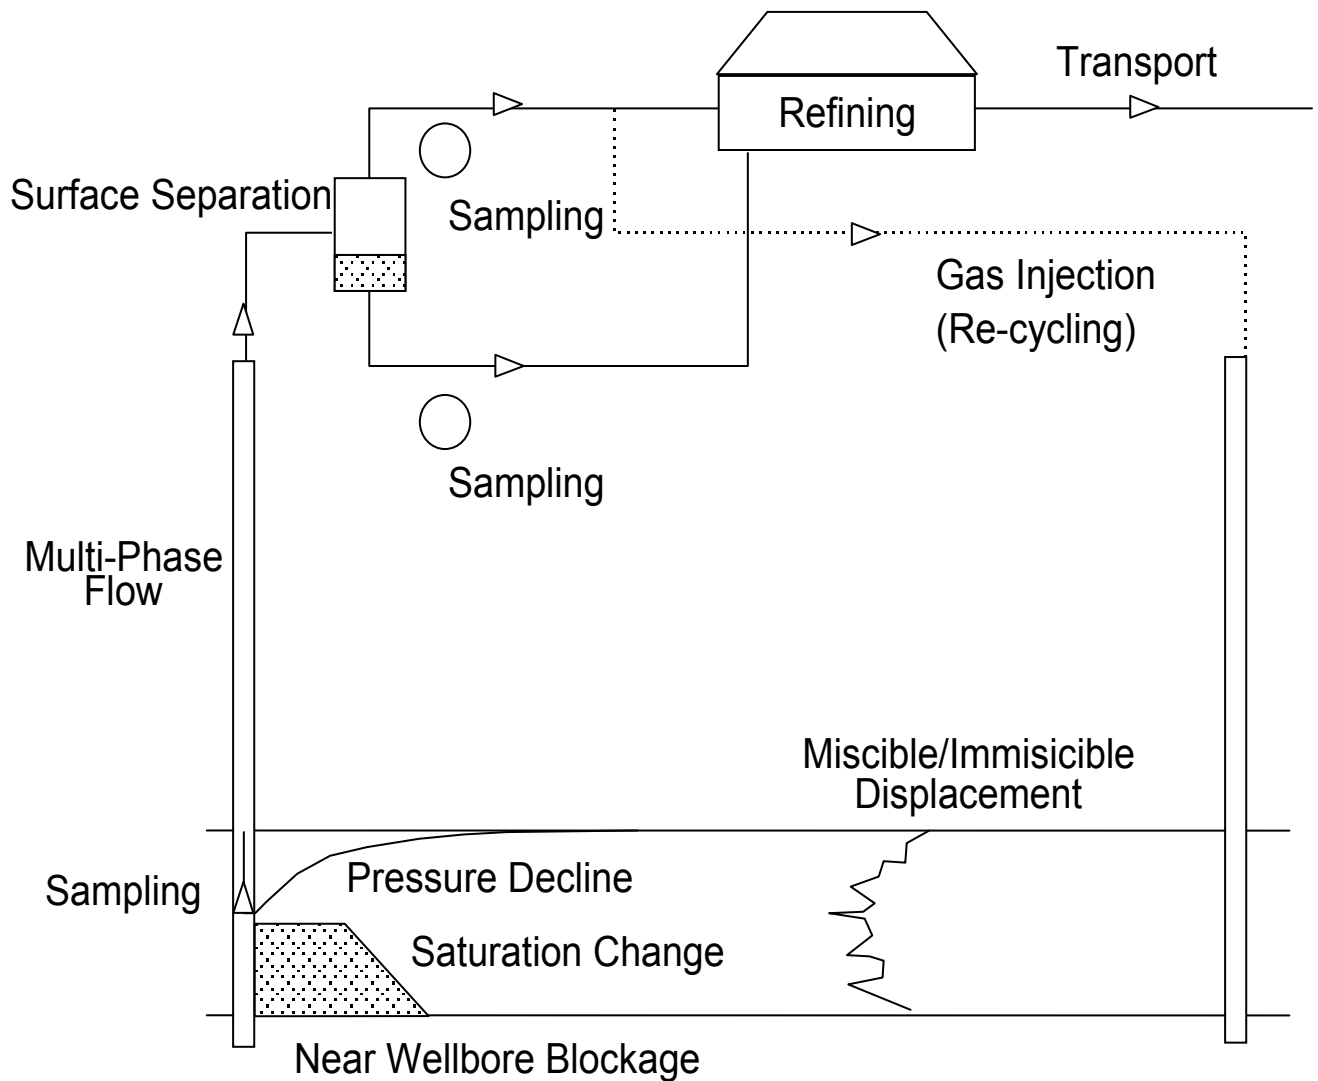 Transport
Refining
Surface Separation
Sampling
Gas Injection
(Re-cycling)
Sampling
Multi-Phase
Flow
Miscible/Immisicible
Displacement
Sampling
Pressure Decline
Saturation Change
Near Wellbore Blockage